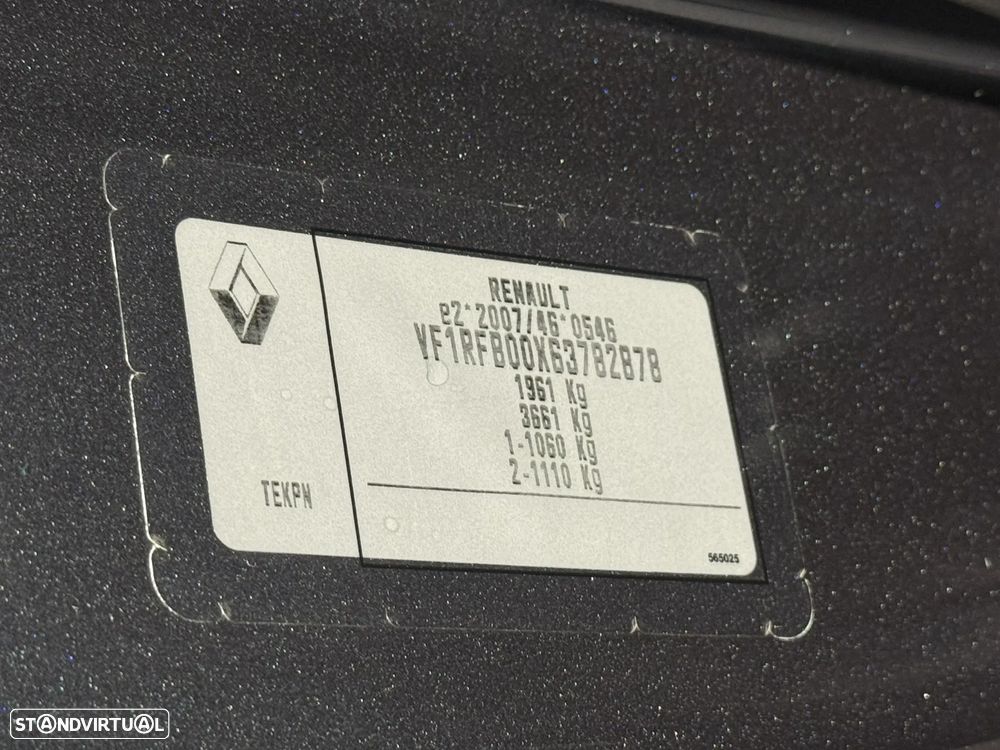 RENAULT
e2*2007/46*0546
VF1RFB00X63782878
1961 Kg
3661 Kg
1-1060 Kg
2-1110 Kg
TEKPN
565025
STANDVIRTUAL